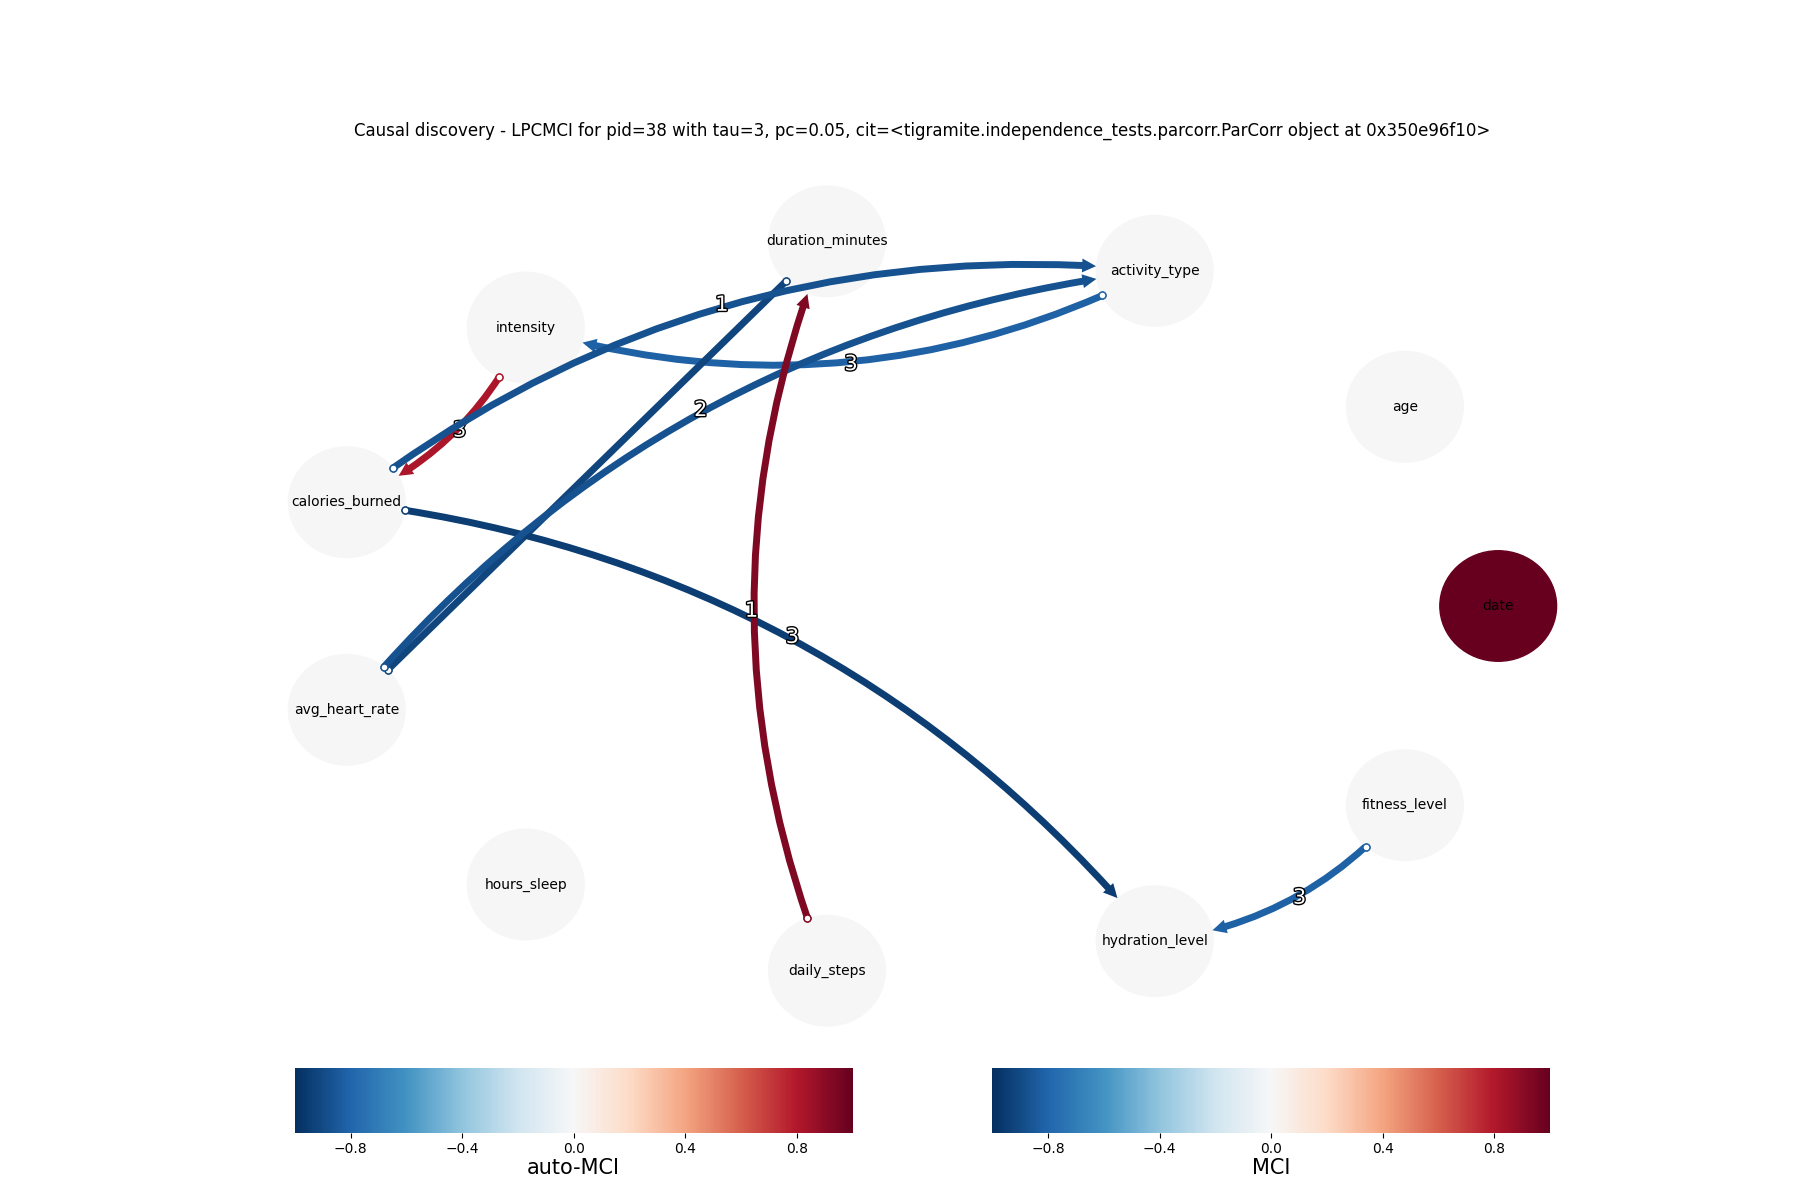 Causal discovery - LPCMCI for pid=38 with tau=3, pc=0.05, cit=<tigramite.independence_tests.parcorr.ParCorr object at 0x350e96f10>
duration_minutes
activity_type
1
intensity
3
2
age
3
calories_burned
date
1
3
avg_heart_rate
fitness_level
hours_sleep
3
hydration_level
daily_steps
−0.8 −0.4 0.0 0.4 0.8
auto-MCI
−0.8 −0.4 0.0 0.4 0.8
MCI